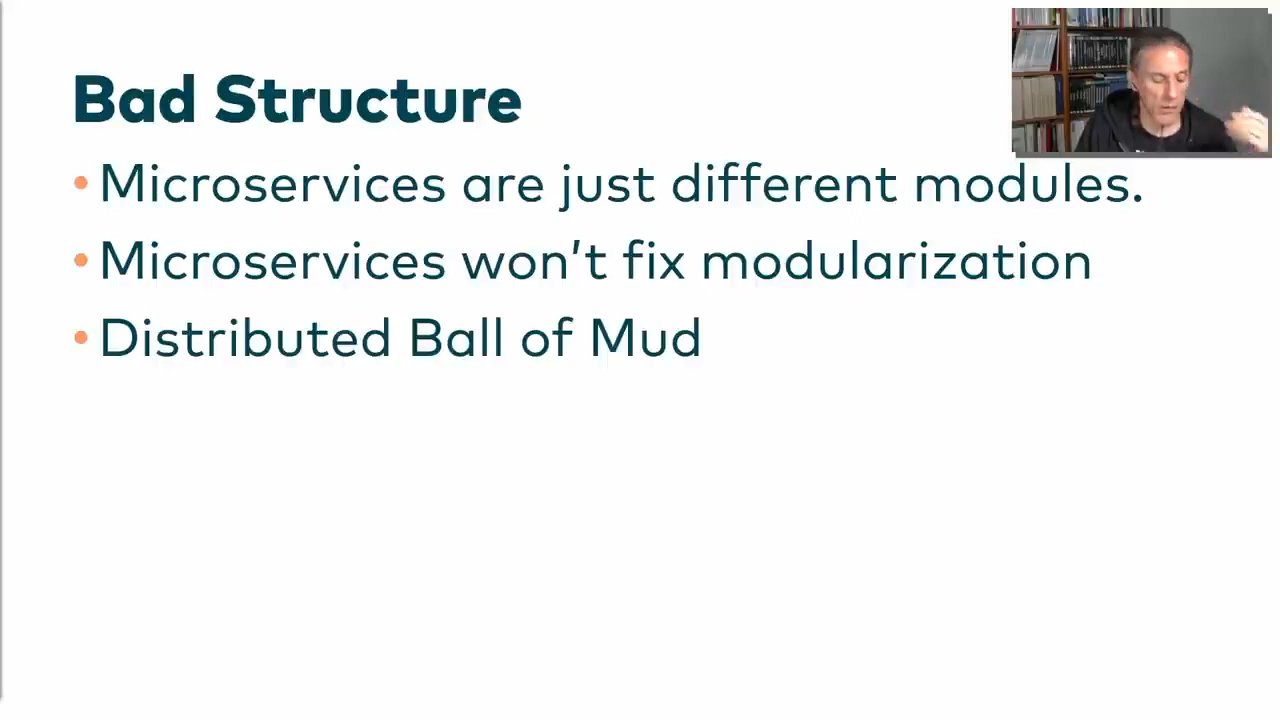 Bad Structure
• Microservices are just different modules.
• Microservices won’t fix modularization
• Distributed Ball of Mud